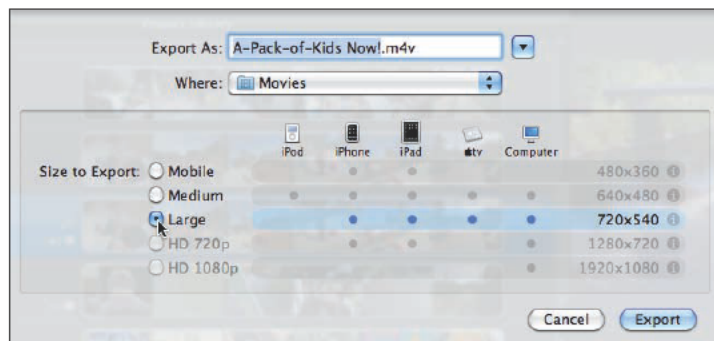 Export As: A-Pack-of-Kids Now!.m4v
Where: Movies
iPod iPhone iPad tv Computer
Size to Export: Mobile 480x360
Medium 640x480
Large 720x540
HD 720p 1280x720
HD 1080p 1920x1080
Cancel Export